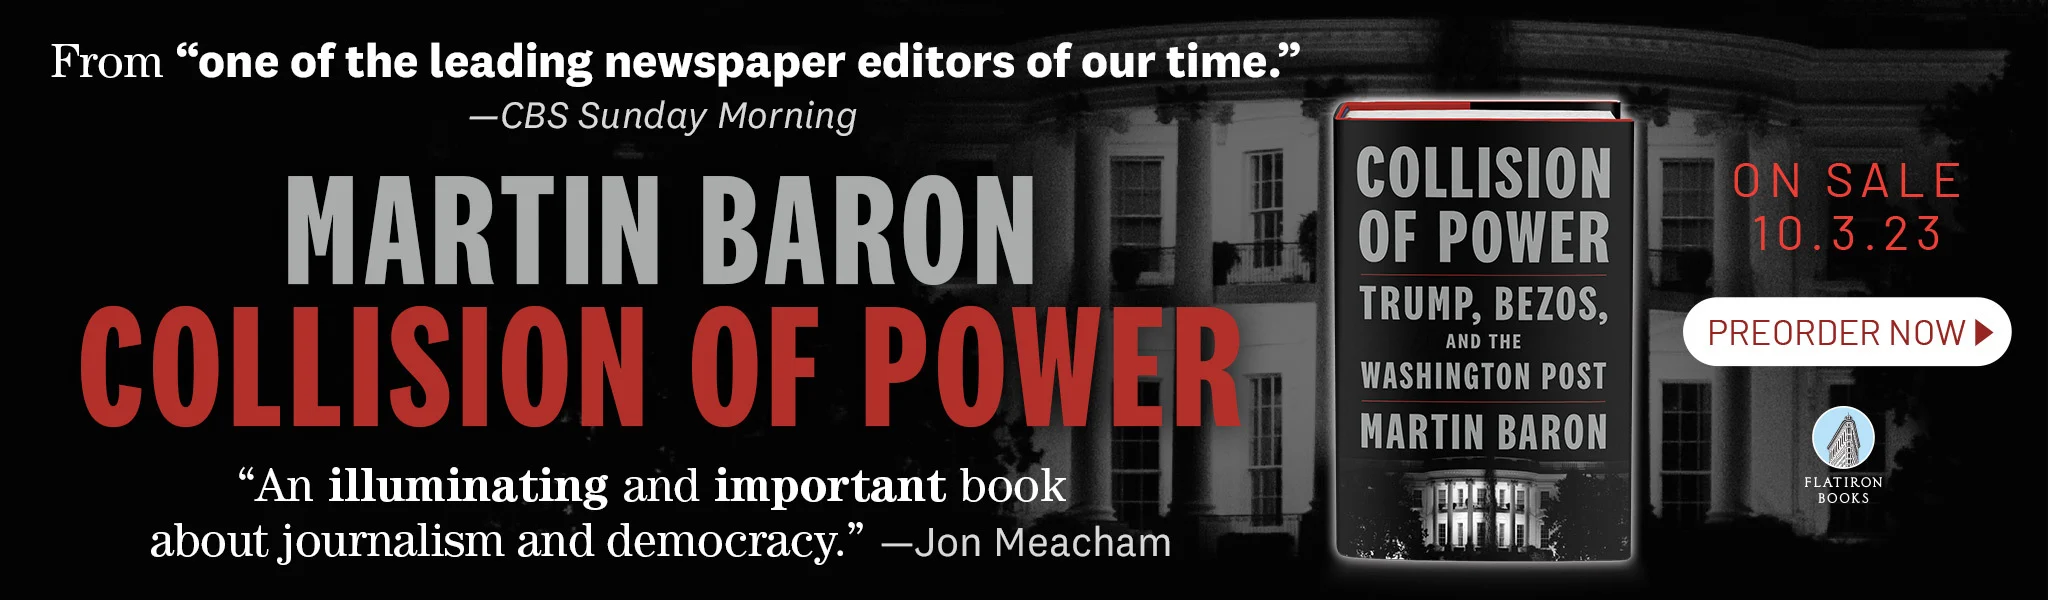 From “one of the leading newspaper editors of our time.”
—CBS Sunday Morning
MARTIN BARON
COLLISION OF POWER
“An illuminating and important book
about journalism and democracy.” —Jon Meacham
COLLISION
OF POWER
TRUMP, BEZOS,
AND THE
WASHINGTON POST
MARTIN BARON
ON SALE
10.3.23
PREORDER NOW
FLATIRON
BOOKS